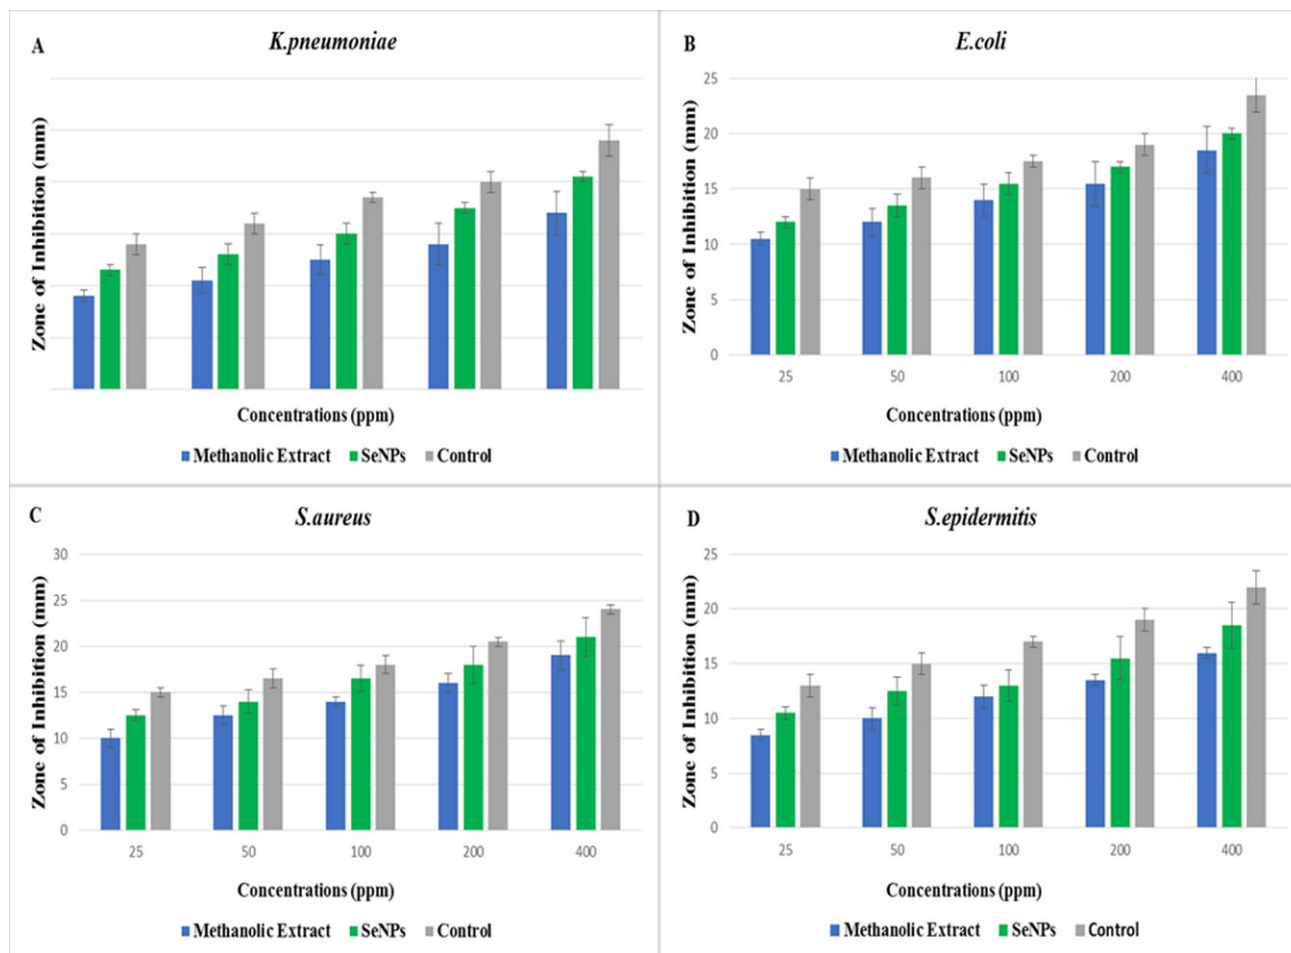 A
K.pneumoniae
Zone of Inhibition (mm)
Concentrations (ppm)
Methanolic Extract SeNPs Control
B
E.coli
Zone of Inhibition (mm)
25
20
15
10
5
0
25 50 100 200 400
Concentrations (ppm)
Methanolic Extract SeNPs Control
C
S.aureus
Zone of Inhibition (mm)
30
25
20
15
10
5
0
25 50 100 200 400
Concentrations (ppm)
Methanolic Extract SeNPs Control
D
S.epidermitis
Zone of Inhibition (mm)
25
20
15
10
5
0
25 50 100 200 400
Concentrations (ppm)
Methanolic Extract SeNPs Control